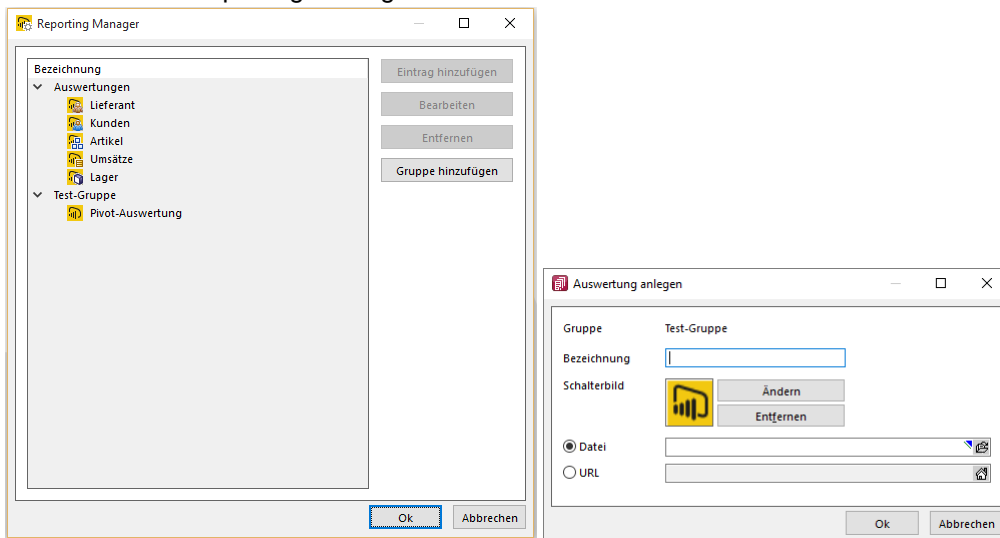 Reporting Manager
Bezeichnung
Auswertungen
Lieferant
Kunden
Artikel
Umsätze
Lager
Test-Gruppe
Pivot-Auswertung
Eintrag hinzufügen
Bearbeiten
Entfernen
Gruppe hinzufügen
Ok Abbrechen
Auswertung anlegen
Gruppe Test-Gruppe
Bezeichnung
Schalterbild
Ändern
Entfernen
Datei
URL
Ok Abbrechen